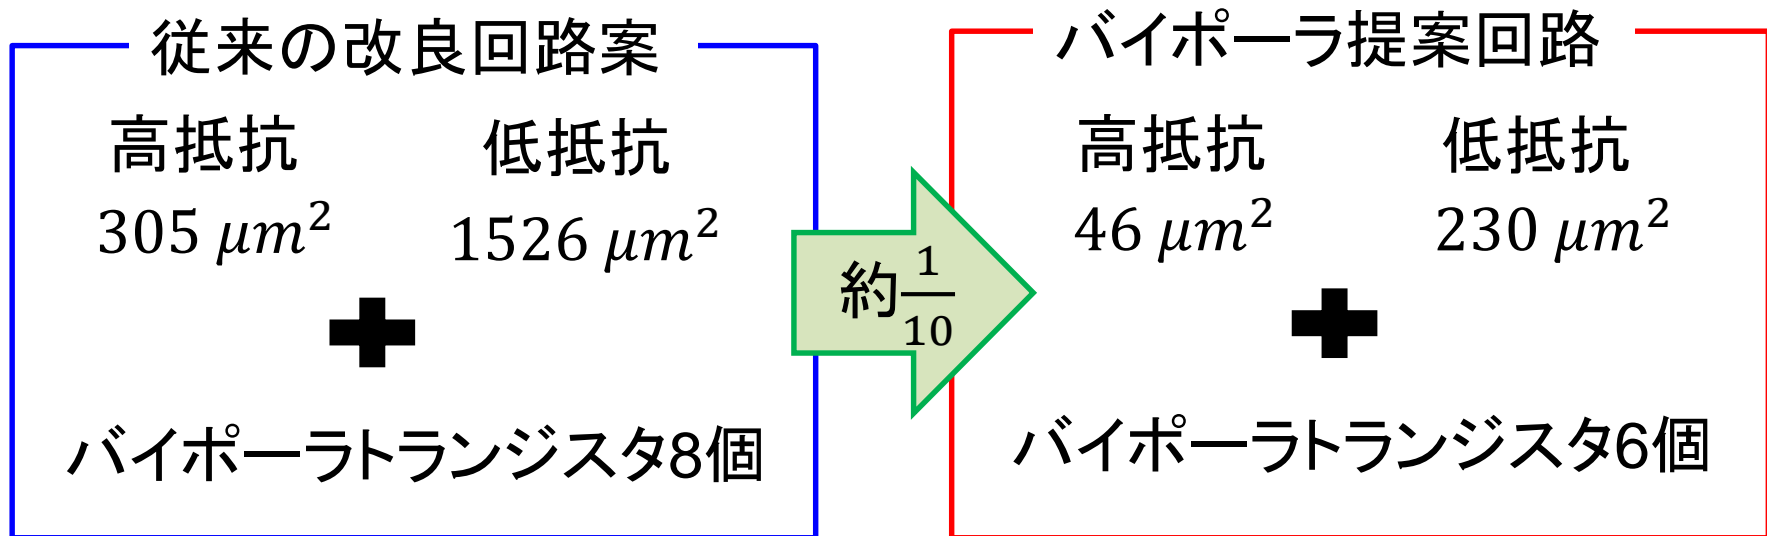 従来の改良回路案
高抵抗 低抵抗
305 μm² 1526 μm²
バイポーラトランジスタ8個
約1/10
バイポーラ提案回路
高抵抗 低抵抗
46 μm² 230 μm²
バイポーラトランジスタ6個